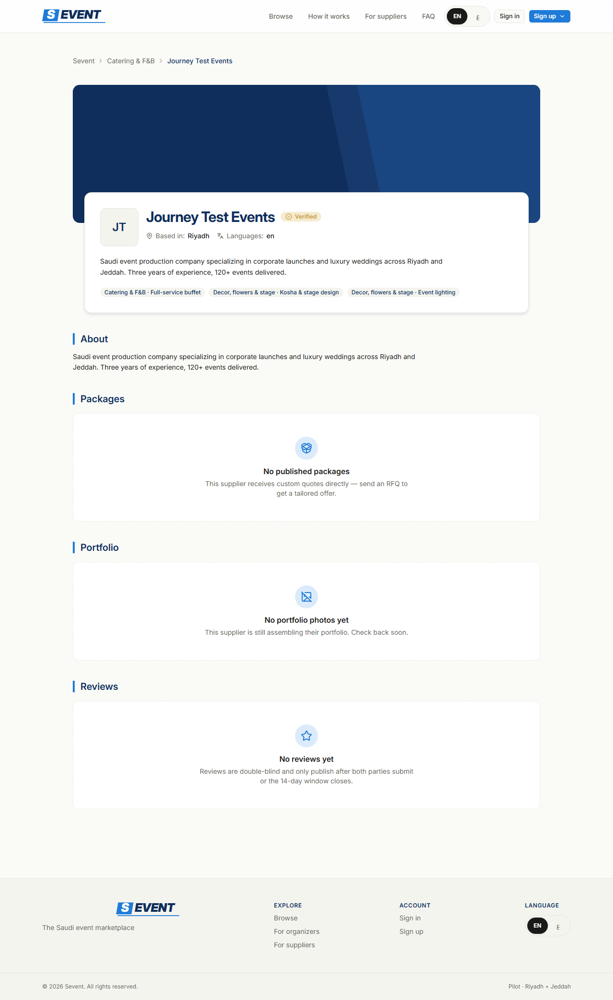 S EVENT
Browse
How it works
For suppliers
FAQ
EN
ع
Sign in
Sign up
Sevent
Catering & F&B
Journey Test Events
JT
Journey Test Events
Verified
Based in: Riyadh
Languages: en
Saudi event production company specializing in corporate launches and luxury weddings across Riyadh and
Jeddah. Three years of experience, 120+ events delivered.
Catering & F&B · Full-service buffet
Decor, flowers & stage · Kosha & stage design
Decor, flowers & stage · Event lighting
About
Saudi event production company specializing in corporate launches and luxury weddings across Riyadh and
Jeddah. Three years of experience, 120+ events delivered.
Packages
No published packages
This supplier receives custom quotes directly — send an RFQ to
get a tailored offer.
Portfolio
No portfolio photos yet
This supplier is still assembling their portfolio. Check back soon.
Reviews
No reviews yet
Reviews are double-blind and only publish after both parties submit
or the 14-day window closes.
S EVENT
The Saudi event marketplace
EXPLORE
Browse
For organizers
For suppliers
ACCOUNT
Sign in
Sign up
LANGUAGE
EN
ع
© 2026 Sevent. All rights reserved.
Pilot · Riyadh + Jeddah